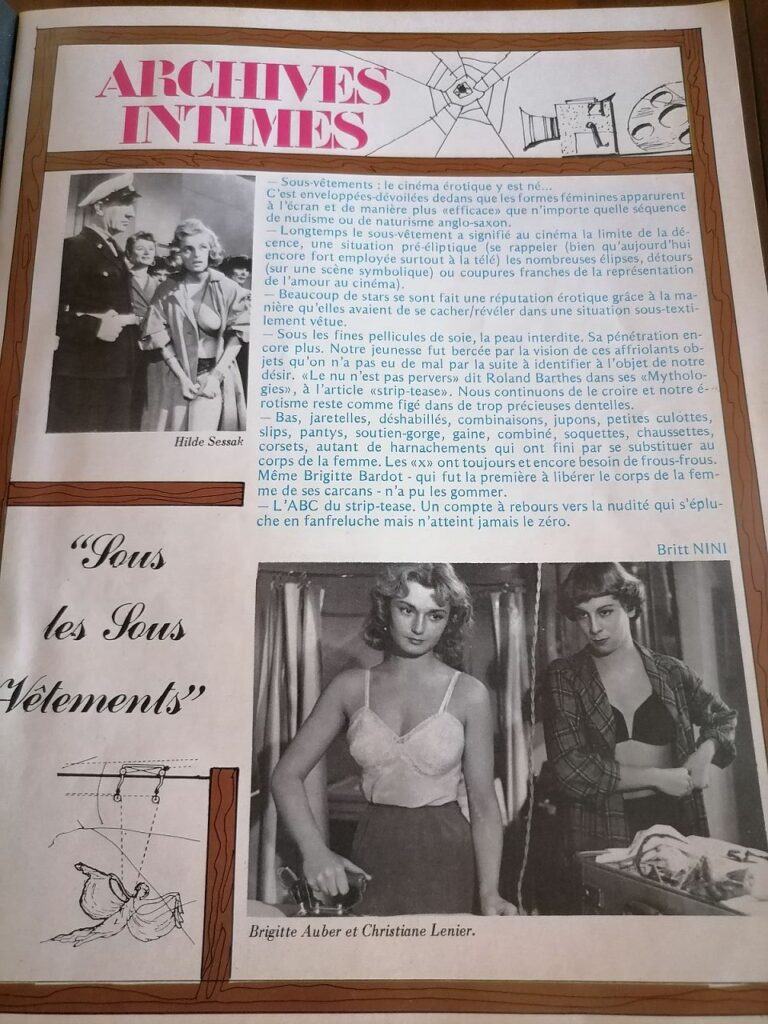 ARCHIVES
INTIMES
— Sous-vêtements : le cinéma érotique y est né...
C'est enveloppées-dévoilées dedans que les formes féminines apparurent
à l'écran et de manière plus «efficace» que n'importe quelle séquence
de nudisme ou de naturisme anglo-saxon.
— Longtemps le sous-vêtement a signifié au cinéma la limite de la dé-
cence, une situation pré-éliptique (se rappeler (bien qu'aujourd'hui
encore fort employée surtout à la télé) les nombreuses élipses, détours
(sur une scène symbolique) ou coupures franches de la représentation
de l'amour au cinéma).
— Beaucoup de stars se sont fait une réputation érotique grâce à la ma-
nière qu'elles avaient de se cacher/révéler dans une situation sous-texti-
lement vêtue.
— Sous les fines pellicules de soie, la peau interdite. Sa pénétration en-
core plus. Notre jeunesse fut bercée par la vision de ces affriolants ob-
jets qu'on n'a pas eu de mal par la suite à identifier à l'objet de notre
désir. «Le nu n'est pas pervers» dit Roland Barthes dans ses «Mytholo-
gies», à l'article «strip-tease». Nous continuons de le croire et notre é-
rotisme reste comme figé dans de trop précieuses dentelles.
— Bas, jaretelles, déshabillés, combinaisons, jupons, petites culottes,
slips, pantys, soutien-gorge, gaine, combiné, soquettes, chaussettes,
corsets, autant de harnachements qui ont fini par se substituer au
corps de la femme. Les «x» ont toujours et encore besoin de frous-frous.
Même Brigitte Bardot - qui fut la première à libérer le corps de la fem-
me de ses carcans - n'a pu les gommer.
— L'ABC du strip-tease. Un compte à rebours vers la nudité qui s'éplu-
che en fanfreluche mais n'atteint jamais le zéro.
Britt NINI
Hilde Sessak
"Sous
les Sous
Vêtements"
Brigitte Auber et Christiane Lenier.